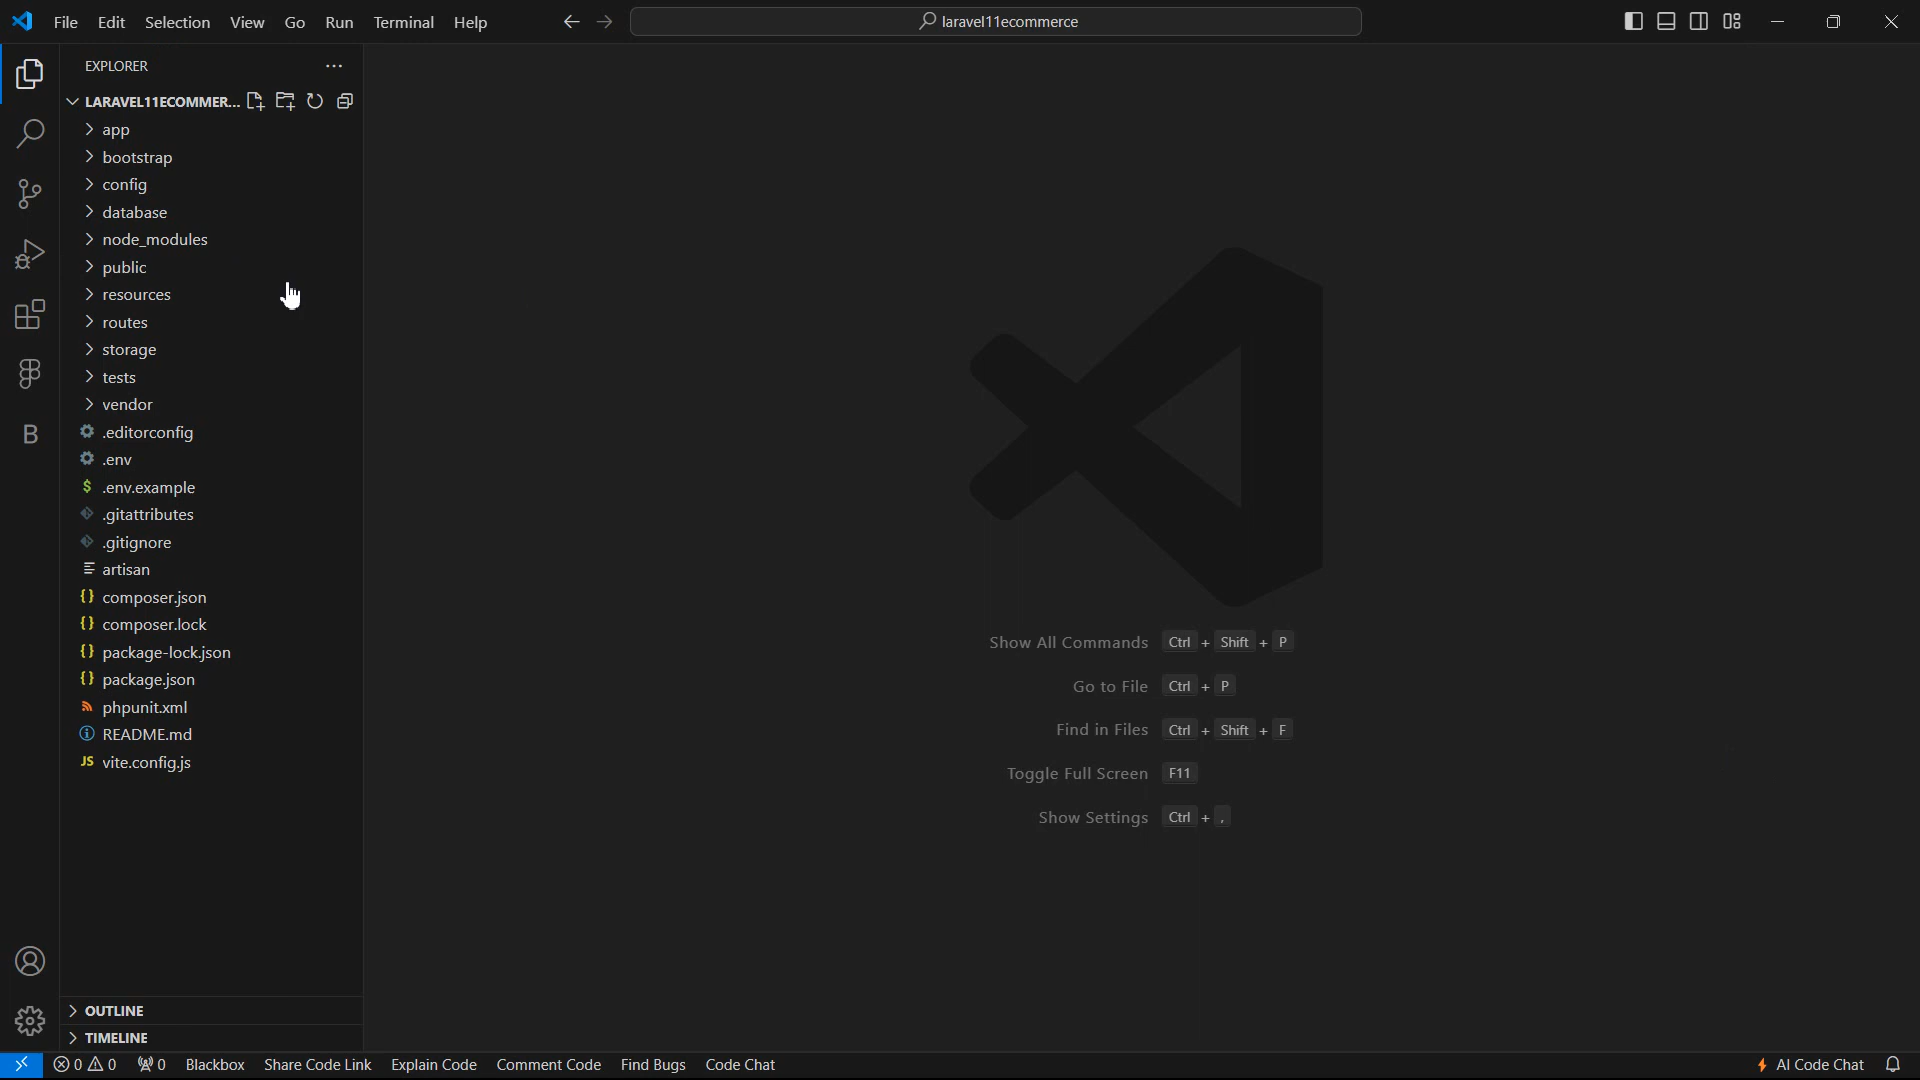 File Edit Selection View Go Run Terminal Help
laravel11ecommerce
EXPLORER
LARAVEL11ECOMMER...
app
bootstrap
config
database
node_modules
public
resources
routes
storage
tests
vendor
.editorconfig
.env
$ .env.example
.gitattributes
.gitignore
artisan
{} composer.json
{} composer.lock
{} package-lock.json
{} package.json
phpunit.xml
README.md
JS vite.config.js
B
Show All Commands Ctrl + Shift + P
Go to File Ctrl + P
Find in Files Ctrl + Shift + F
Toggle Full Screen F11
Show Settings Ctrl + ,
OUTLINE
TIMELINE
0 0 0 Blackbox Share Code Link Explain Code Comment Code Find Bugs Code Chat AI Code Chat